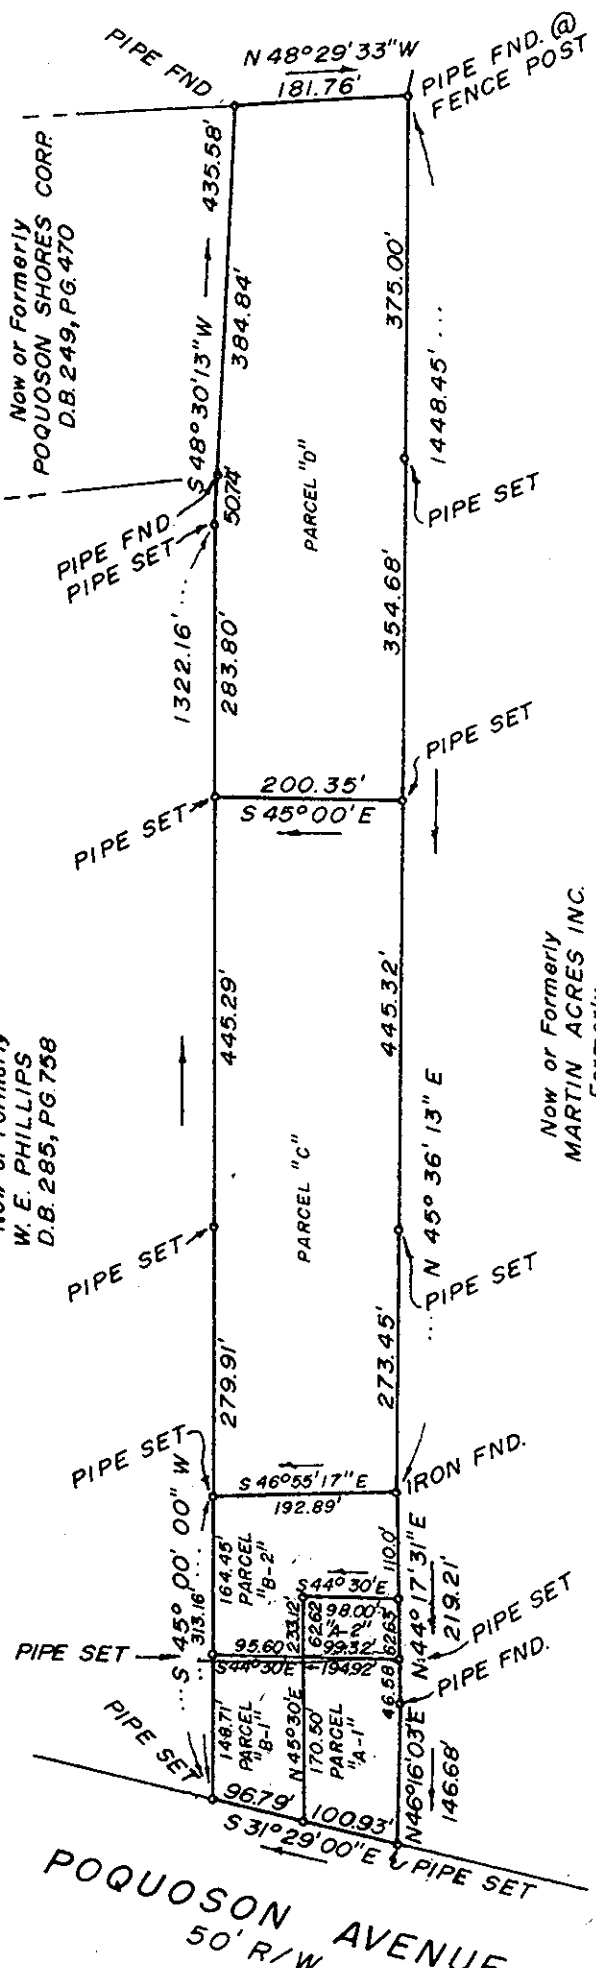 PIPE FND
N 48°29'33"W
181.76'
PIPE FND. @
FENCE POST
Now or Formerly
POQUOSON SHORES CORP.
D.B. 249, PG. 470
435.58'
S 48°30'13"W
384.84'
375.00'
1448.45' ...
PARCEL "D"
PIPE FND.
PIPE SET
50.74'
PIPE SET
1322.16' ...
283.80'
354.68'
PIPE SET
200.35'
S 45°00'E
PIPE SET
Now or Formerly
MARTIN ACRES INC.
445.29'
445.32'
W. E. PHILLIPS
D.B. 285, PG. 758
PARCEL "C"
N 45° 36' 13" E
...
PIPE SET
PIPE SET
279.91'
273.45'
PIPE SET
S 46°55'17"E
192.89'
IRON FND.
... S 45° 00' 00" W
313.16' ...
164.45'
PARCEL
"B-2"
110.0'
N 44° 17' 31" E
219.21'
S 44°30'E
98.00'
"A-2"
233.12'
62.62
62.63
PIPE SET
95.60
99.32'
S44°30'E
194.92'
PIPE SET
PIPE FND.
46.58
148.71'
PARCEL
"B-1"
N 45°30'E
170.50'
PARCEL
"A-1"
N46°16'03"E
146.68'
PIPE SET
96.79'
100.93'
S 31°29'00"E
PIPE SET
POQUOSON AVENUE
50' R/W